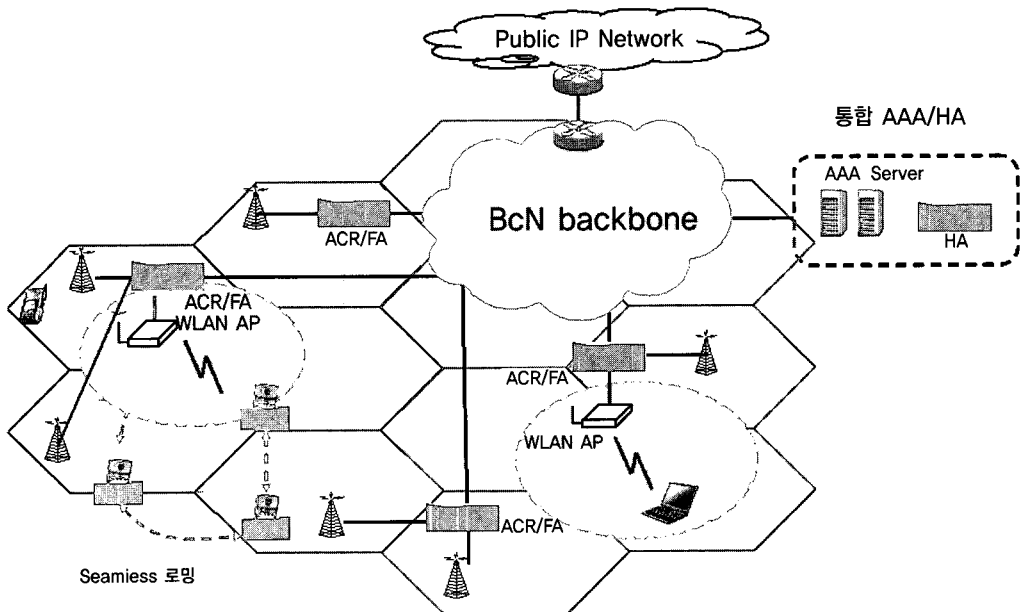 Public IP Network
통합 AAA/HA
AAA Server
BcN backbone
HA
ACR/FA
ACR/FA
WLAN AP
ACR/FA
WLAN AP
ACR/FA
Seamiess 로밍